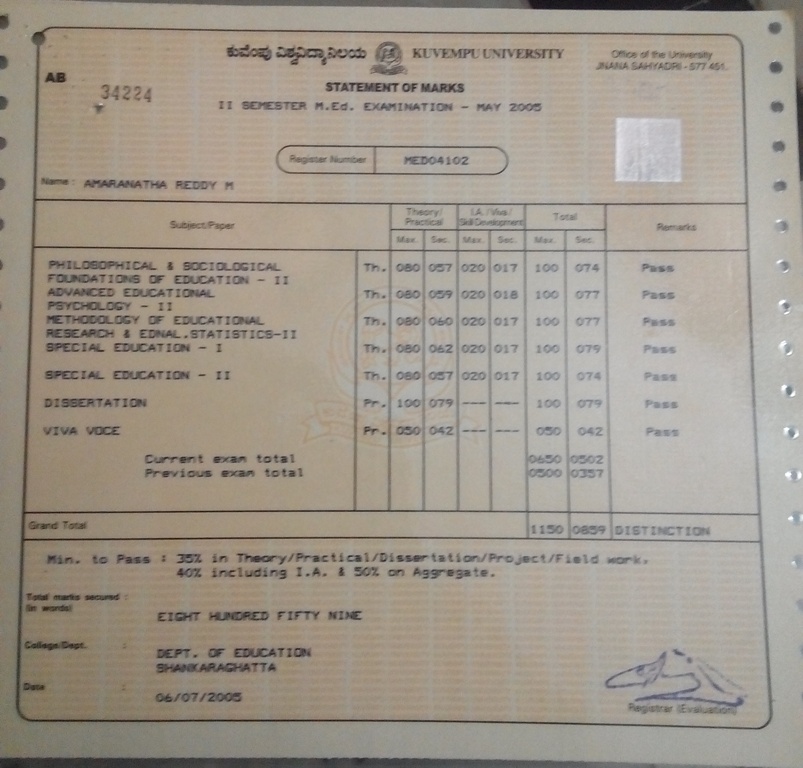 ಕುವೆಂಪು ವಿಶ್ವವಿದ್ಯಾನಿಲಯ KUVEMPU UNIVERSITY
Office of the University
JNANA SAHYADRI - 577 451.
AB 34224
STATEMENT OF MARKS
II SEMESTER M.Ed. EXAMINATION - MAY 2005
Register Number MED04102
Name : AMARANATHA REDDY M
Subject/Paper Theory/ Practical I.A./Viva/ Skill Development Total Remarks
Max. Sec. Max. Sec. Max. Sec.
PHILOSOPHICAL & SOCIOLOGICAL Th. 080 057 020 017 100 074 Pass
FOUNDATIONS OF EDUCATION - II
ADVANCED EDUCATIONAL Th. 080 059 020 018 100 077 Pass
PSYCHOLOGY - II
METHODOLOGY OF EDUCATIONAL Th. 080 060 020 017 100 077 Pass
RESEARCH & EDNAL.STATISTICS-II
SPECIAL EDUCATION - I Th. 080 062 020 017 100 079 Pass
SPECIAL EDUCATION - II Th. 080 057 020 017 100 074 Pass
DISSERTATION Pr. 100 079 --- --- 100 079 Pass
VIVA VOCE Pr. 050 042 --- --- 050 042 Pass
Current exam total 0650 0502
Previous exam total 0500 0357
Grand Total 1150 0859 DISTINCTION
Min. to Pass : 35% in Theory/Practical/Dissertation/Project/Field work.
40% including I.A. & 50% on Aggregate.
Total marks secured :
(in words)
EIGHT HUNDRED FIFTY NINE
College/Dept. : DEPT. OF EDUCATION
SHANKARAGHATTA
Date : 06/07/2005
Registrar (Evaluation)